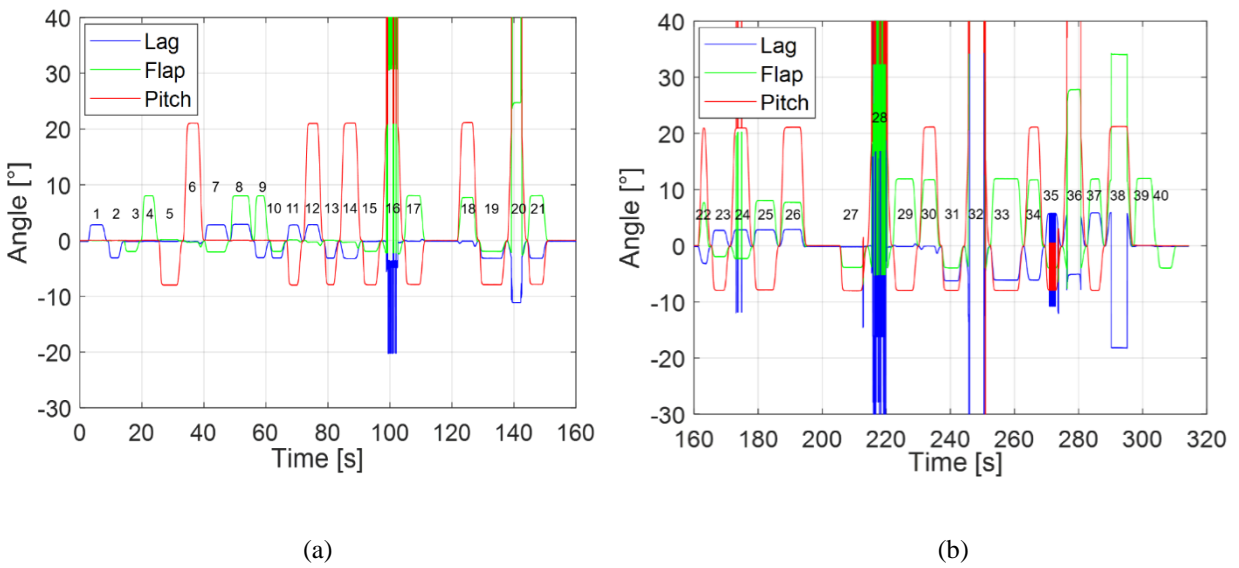 40
30
20
10
0
-10
-20
-30
Angle [°]
Lag
Flap
Pitch
1 2 3 4 5 6 7 8 9 10 11 12 13 14 15 16 17 18 19 20 21
0 20 40 60 80 100 120 140 160
Time [s]
(a)
40
30
20
10
0
-10
-20
-30
Angle [°]
Lag
Flap
Pitch
22 23 24 25 26 27 28 29 30 31 32 33 34 35 36 37 38 39 40
160 180 200 220 240 260 280 300 320
Time [s]
(b)